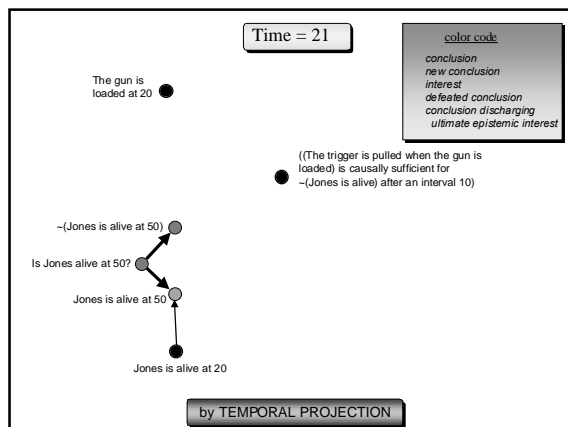 Time = 21
color code
conclusion
new conclusion
interest
defeated conclusion
conclusion discharging
ultimate epistemic interest
The gun is
loaded at 20
((The trigger is pulled when the gun is
loaded) is causally sufficient for
~(Jones is alive) after an interval 10)
~(Jones is alive at 50)
Is Jones alive at 50?
Jones is alive at 50
Jones is alive at 20
by TEMPORAL PROJECTION